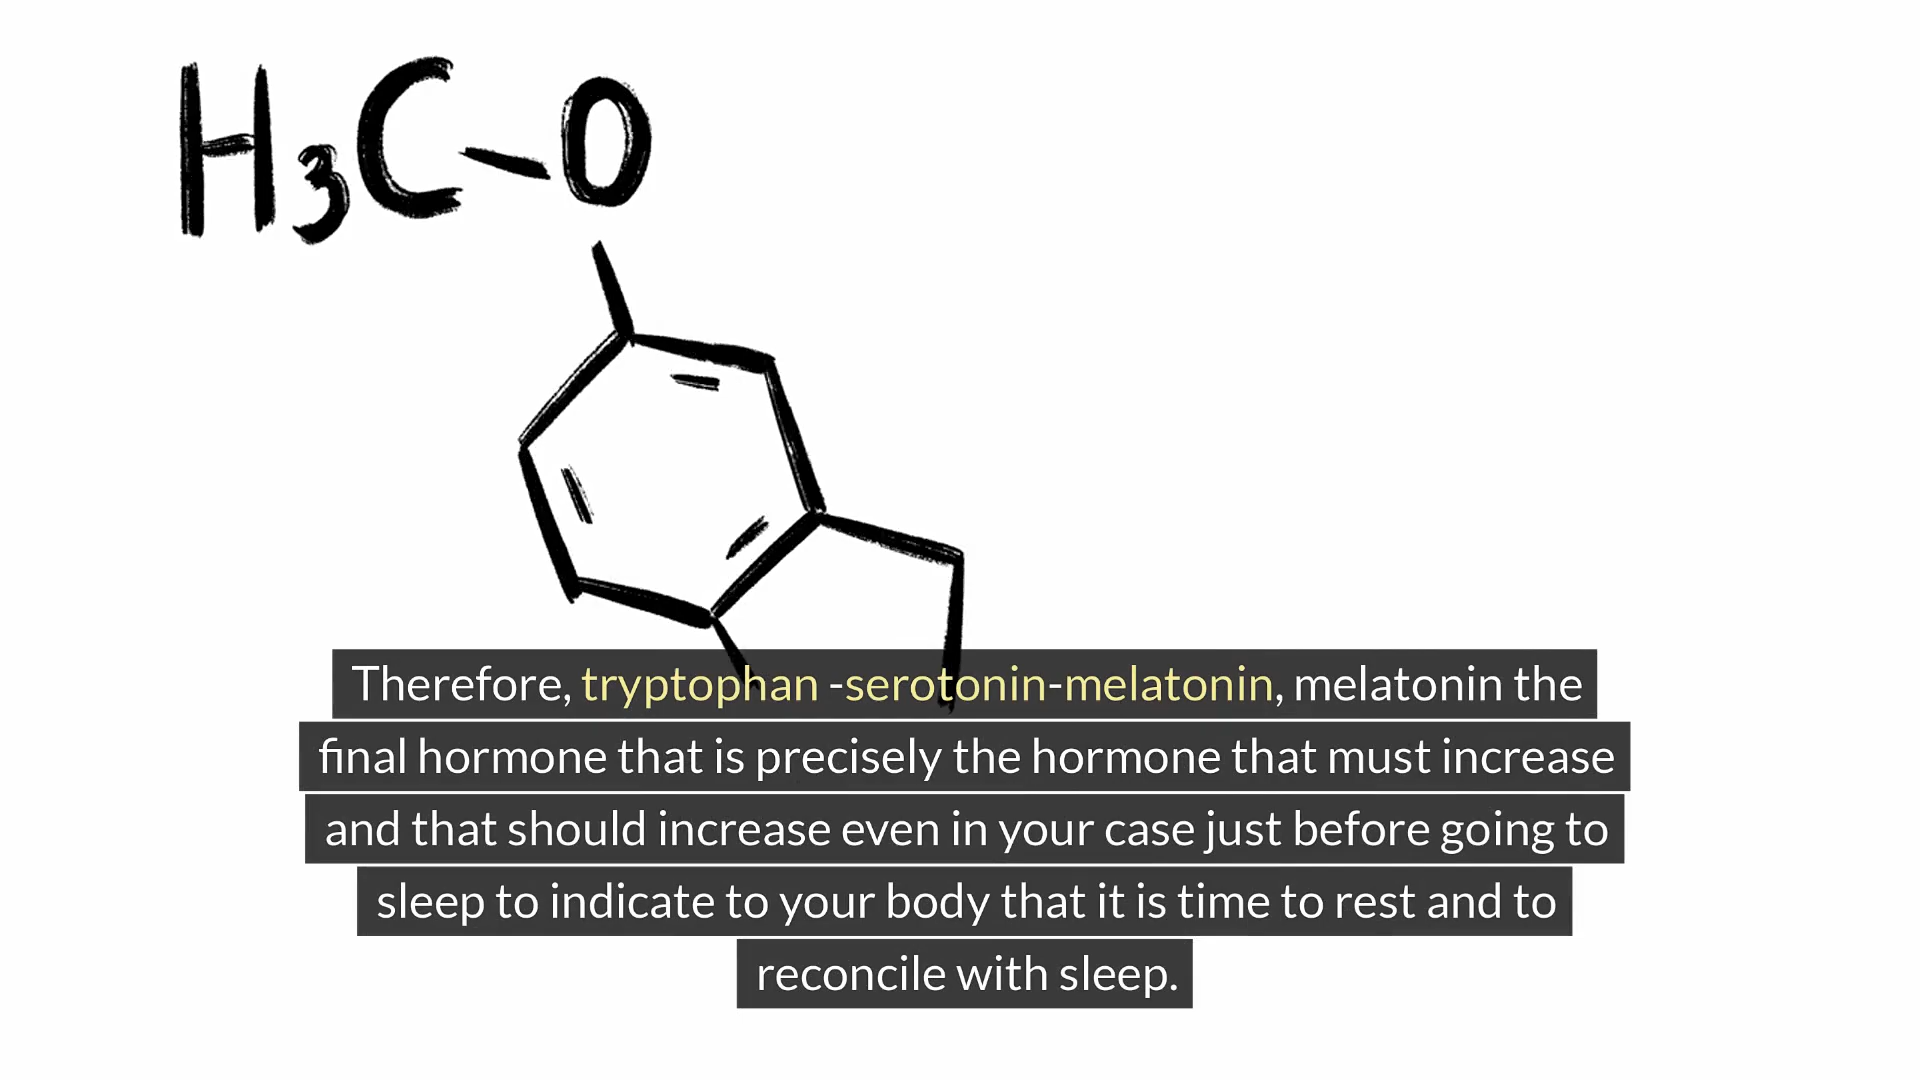 H₃C-O
Therefore, tryptophan -serotonin-melatonin, melatonin the
final hormone that is precisely the hormone that must increase
and that should increase even in your case just before going to
sleep to indicate to your body that it is time to rest and to
reconcile with sleep.